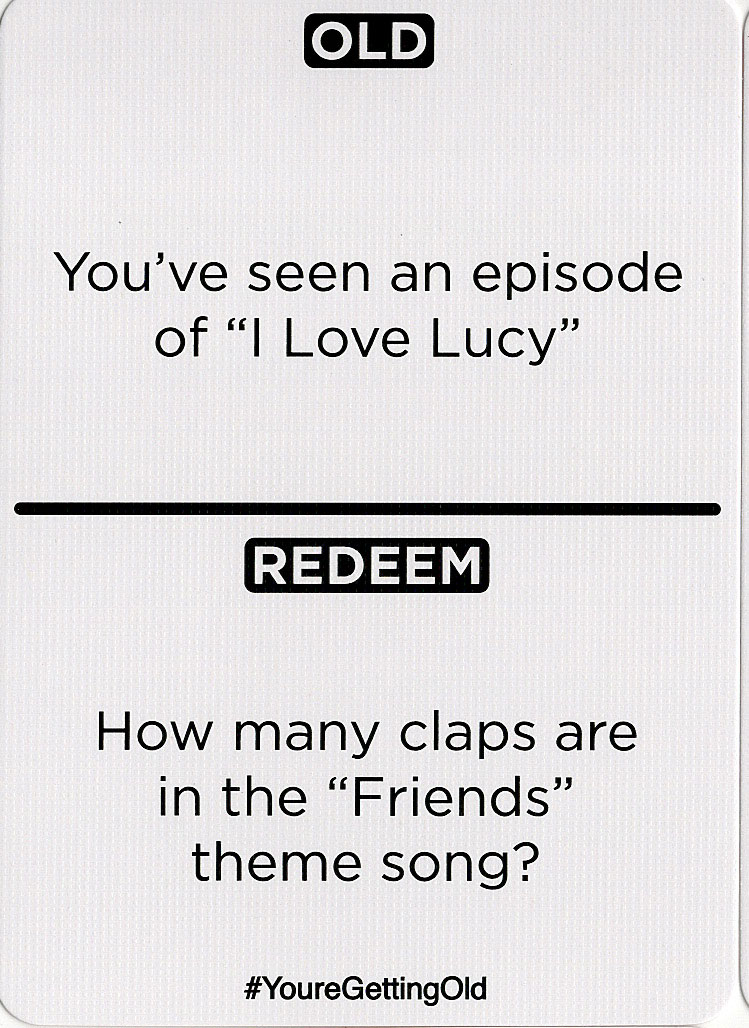 OLD
You’ve seen an episode
of “I Love Lucy”
REDEEM
How many claps are
in the “Friends”
theme song?
#YoureGettingOld